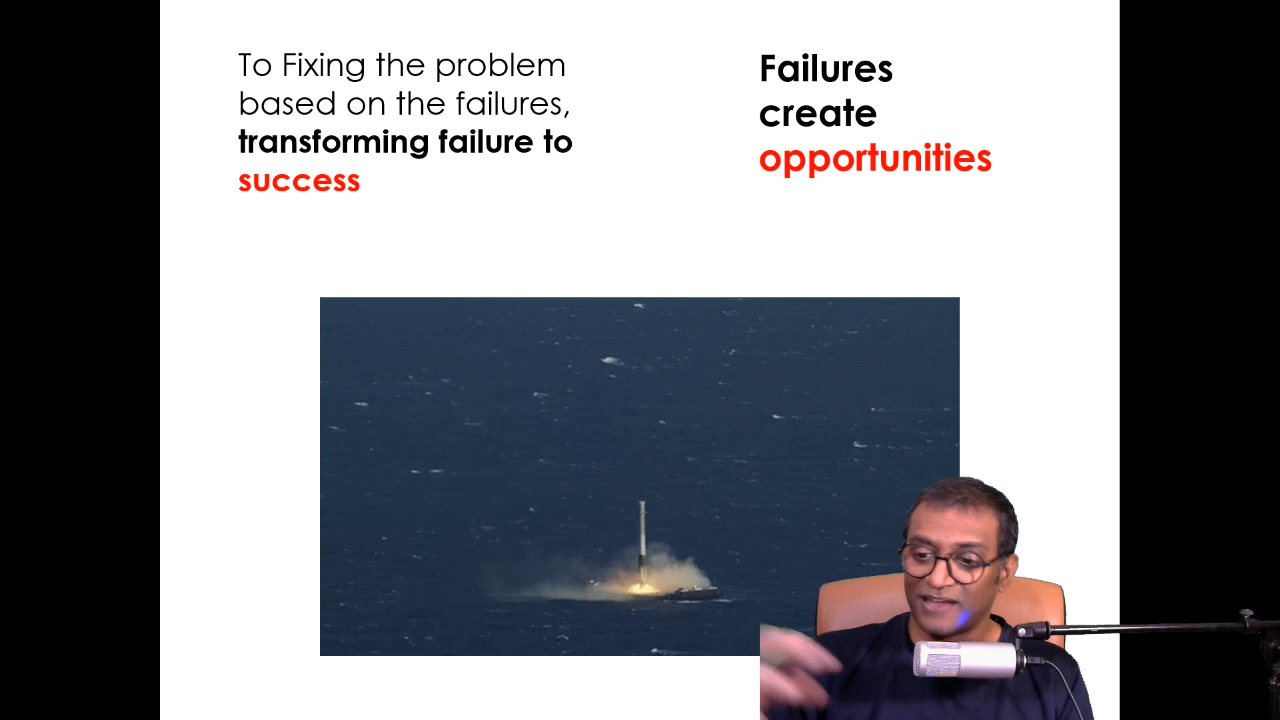 To Fixing the problem
based on the failures,
transforming failure to
success
Failures
create
opportunities